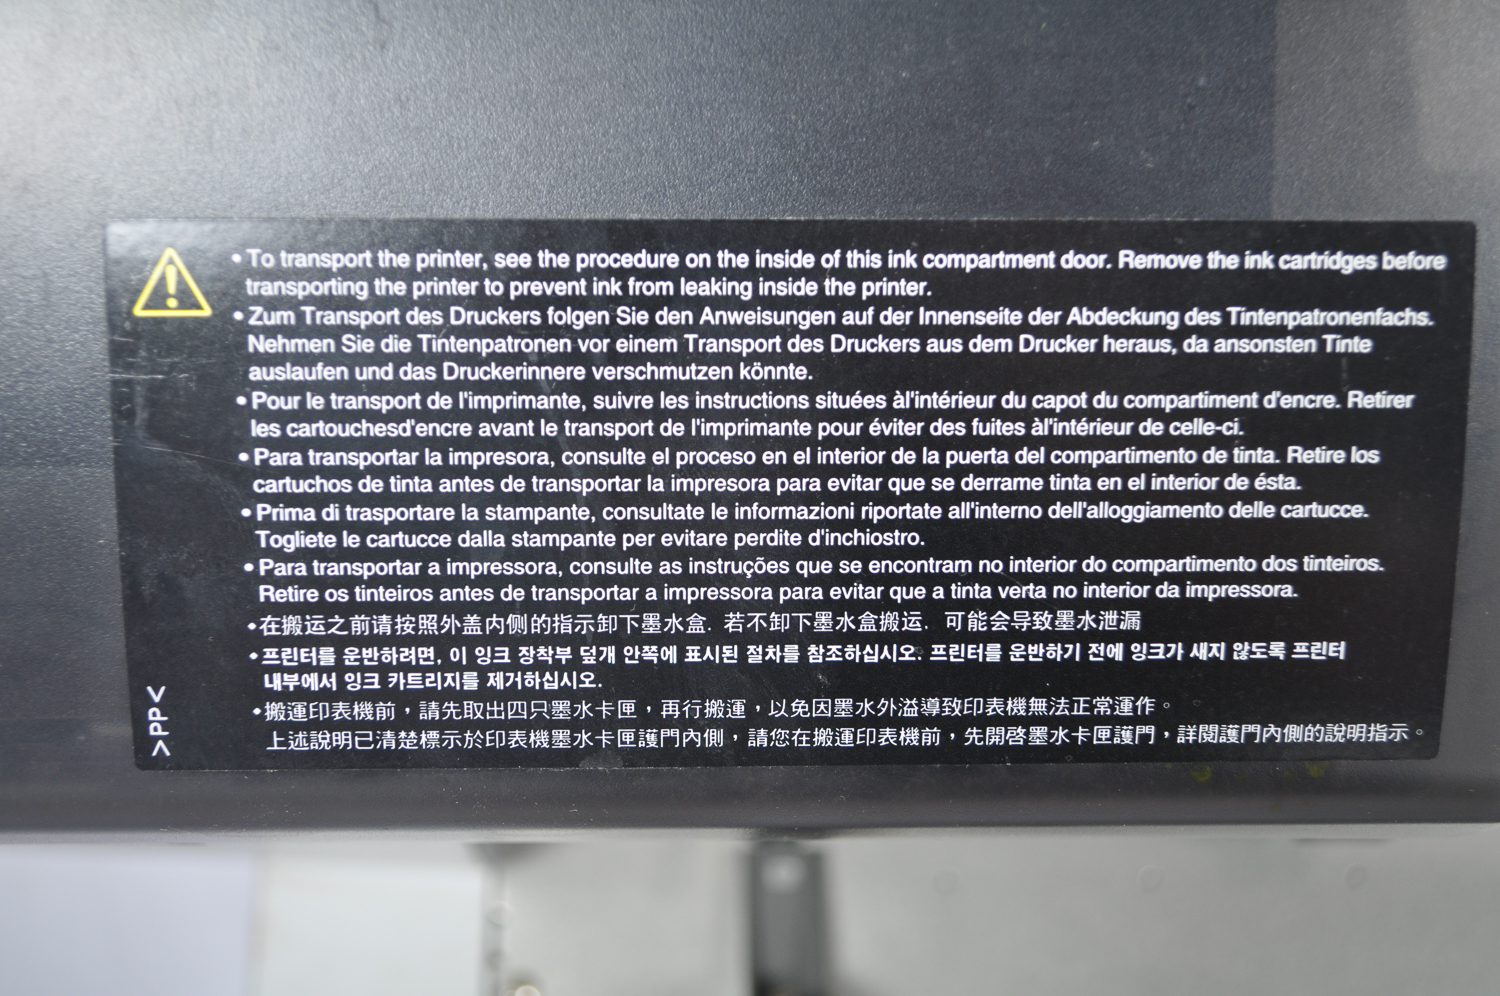 • To transport the printer, see the procedure on the inside of this ink compartment door. Remove the ink cartridges before
transporting the printer to prevent ink from leaking inside the printer.
• Zum Transport des Druckers folgen Sie den Anweisungen auf der Innenseite der Abdeckung des Tintenpatronenfachs.
Nehmen Sie die Tintenpatronen vor einem Transport des Druckers aus dem Drucker heraus, da ansonsten Tinte
auslaufen und das Druckerinnere verschmutzen könnte.
• Pour le transport de l'imprimante, suivre les instructions situées àl'intérieur du capot du compartiment d'encre. Retirer
les cartouchesd'encre avant le transport de l'imprimante pour éviter des fuites àl'intérieur de celle-ci.
• Para transportar la impresora, consulte el proceso en el interior de la puerta del compartimento de tinta. Retire los
cartuchos de tinta antes de transportar la impresora para evitar que se derrame tinta en el interior de ésta.
• Prima di trasportare la stampante, consultate le informazioni riportate all'interno dell'alloggiamento delle cartucce.
Togliete le cartucce dalla stampante per evitare perdite d'inchiostro.
• Para transportar a impressora, consulte as instruções que se encontram no interior do compartimento dos tinteiros.
Retire os tinteiros antes de transportar a impressora para evitar que a tinta verta no interior da impressora.
• 在搬运之前请按照外盖内侧的指示卸下墨水盒. 若不卸下墨水盒搬运, 可能会导致墨水泄漏
• 프린터를 운반하려면, 이 잉크 장착부 덮개 안쪽에 표시된 절차를 참조하십시오. 프린터를 운반하기 전에 잉크가 새지 않도록 프린터
내부에서 잉크 카트리지를 제거하십시오.
• 搬運印表機前，請先取出四只墨水卡匣，再行搬運，以免因墨水外溢導致印表機無法正常運作。
上述說明已清楚標示於印表機墨水卡匣護門內側，請您在搬運印表機前，先開啓墨水卡匣護門，詳閱護門內側的說明指示。
>PP<